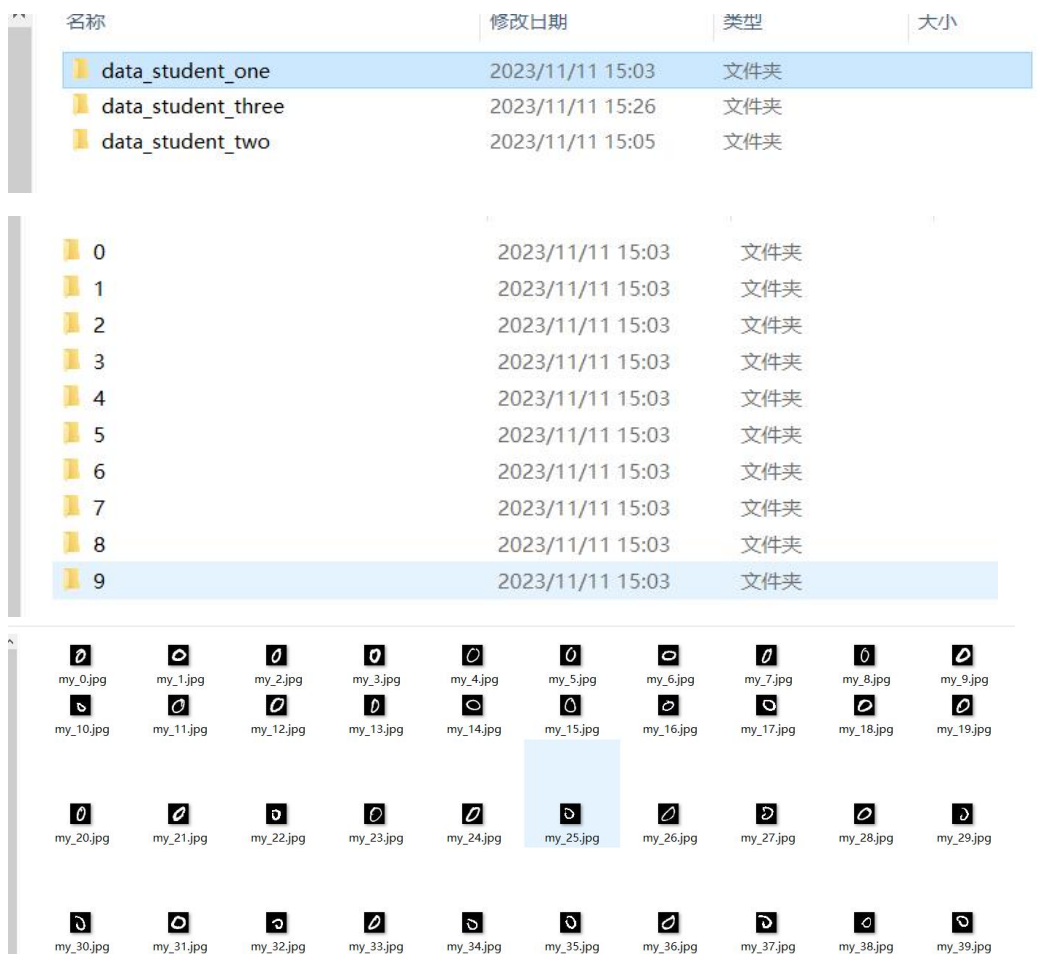 名称 修改日期 类型 大小
data_student_one 2023/11/11 15:03 文件夹
data_student_three 2023/11/11 15:26 文件夹
data_student_two 2023/11/11 15:05 文件夹
0 2023/11/11 15:03 文件夹
1 2023/11/11 15:03 文件夹
2 2023/11/11 15:03 文件夹
3 2023/11/11 15:03 文件夹
4 2023/11/11 15:03 文件夹
5 2023/11/11 15:03 文件夹
6 2023/11/11 15:03 文件夹
7 2023/11/11 15:03 文件夹
8 2023/11/11 15:03 文件夹
9 2023/11/11 15:03 文件夹
my_0.jpg my_1.jpg my_2.jpg my_3.jpg my_4.jpg my_5.jpg my_6.jpg my_7.jpg my_8.jpg my_9.jpg
my_10.jpg my_11.jpg my_12.jpg my_13.jpg my_14.jpg my_15.jpg my_16.jpg my_17.jpg my_18.jpg my_19.jpg
my_20.jpg my_21.jpg my_22.jpg my_23.jpg my_24.jpg my_25.jpg my_26.jpg my_27.jpg my_28.jpg my_29.jpg
my_30.jpg my_31.jpg my_32.jpg my_33.jpg my_34.jpg my_35.jpg my_36.jpg my_37.jpg my_38.jpg my_39.jpg